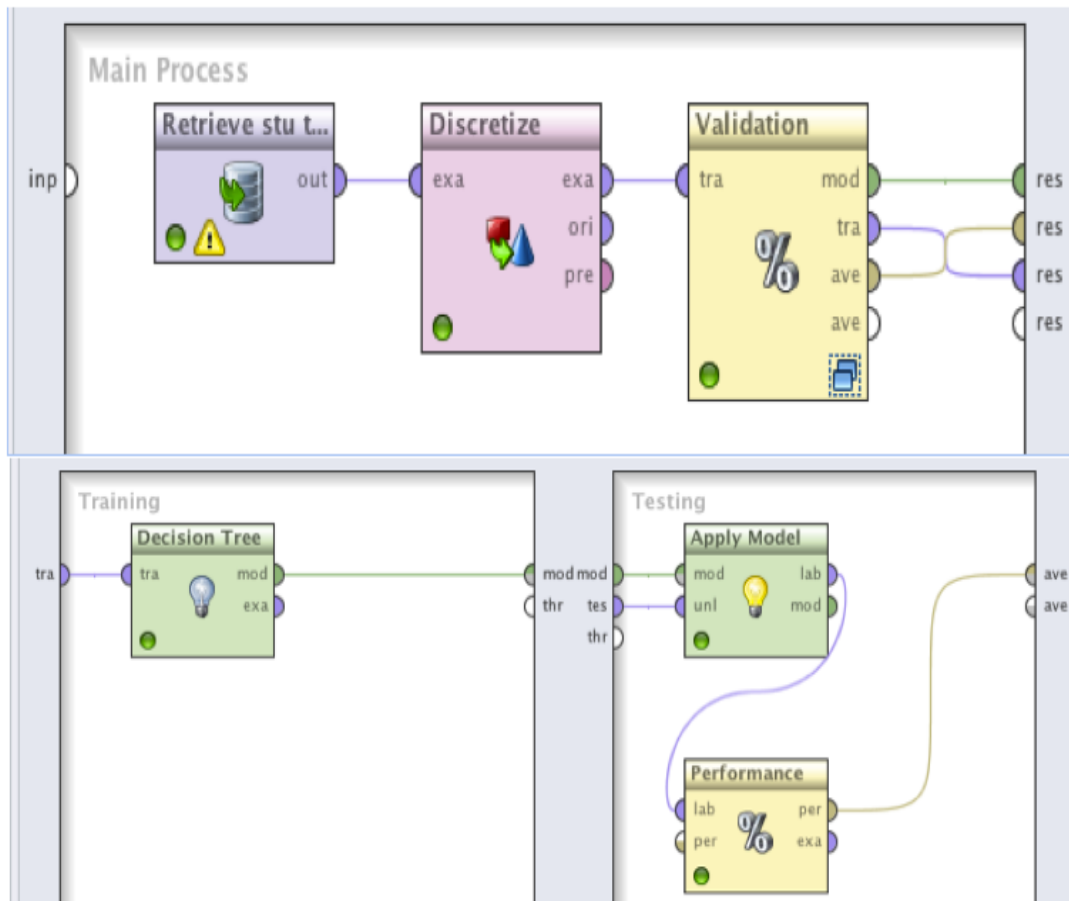 Main Process
Retrieve stu t...
Discretize
Validation
inp
out
exa
exa
tra
mod
res
ori
tra
res
pre
ave
res
ave
res
Training
Testing
Decision Tree
Apply Model
tra
tra
mod
mod
mod
mod
lab
ave
exa
thr
tes
unl
mod
ave
thr
Performance
lab
per
per
exa